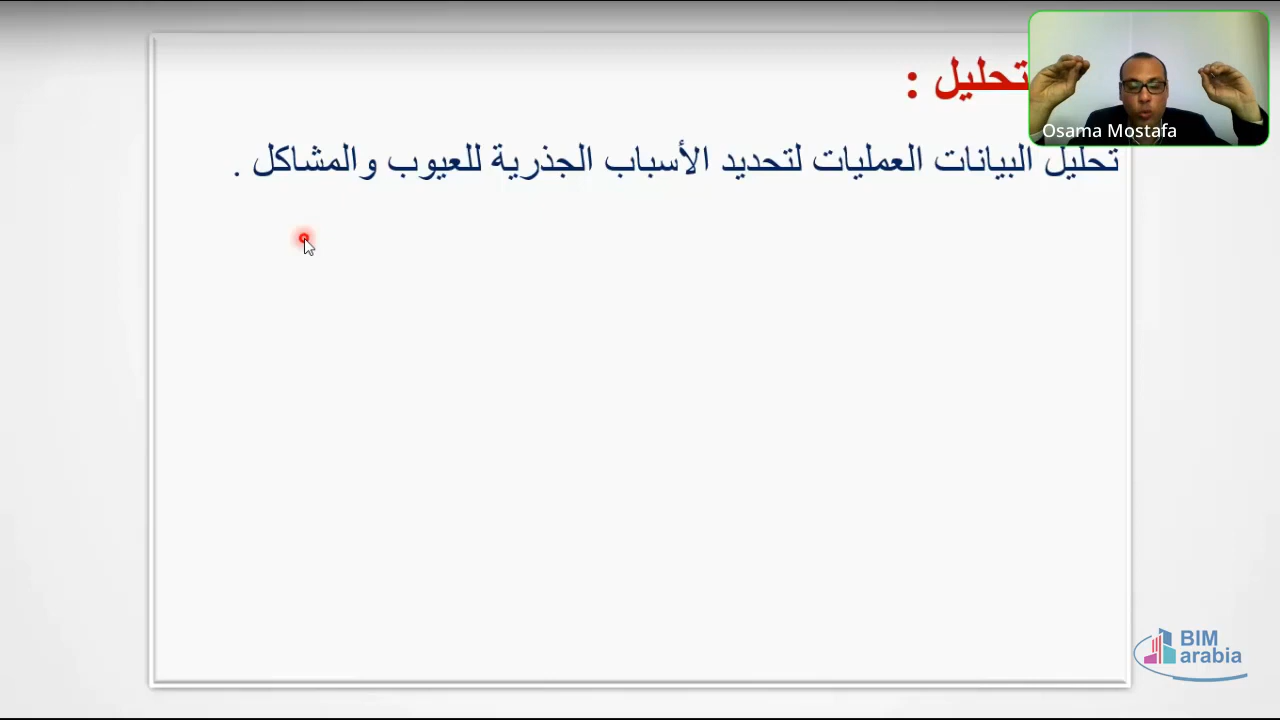 تحليل :
تحليل البيانات العمليات لتحديد الأسباب الجذرية للعيوب والمشاكل .
Osama Mostafa
BIM
arabia